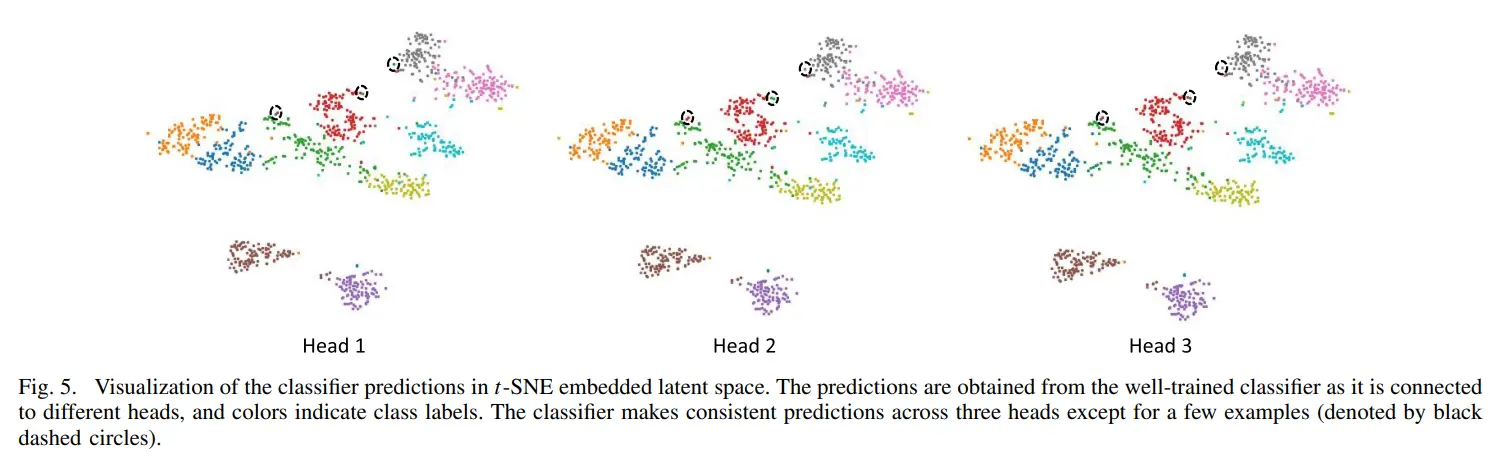 Head 1
Head 2
Head 3
Fig. 5. Visualization of the classifier predictions in t-SNE embedded latent space. The predictions are obtained from the well-trained classifier as it is connected
to different heads, and colors indicate class labels. The classifier makes consistent predictions across three heads except for a few examples (denoted by black
dashed circles).